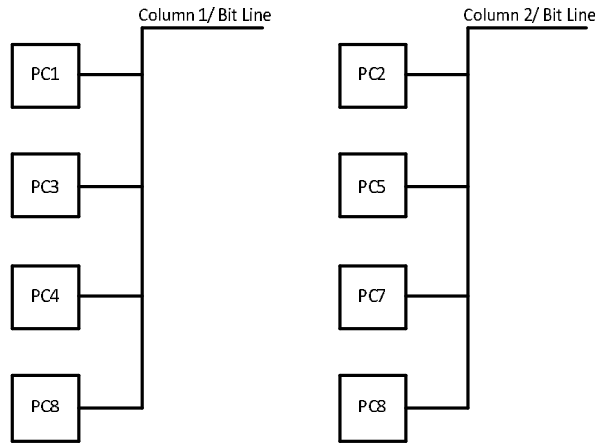 Column 1/ Bit Line
PC1
PC3
PC4
PC8
Column 2/ Bit Line
PC2
PC5
PC7
PC8